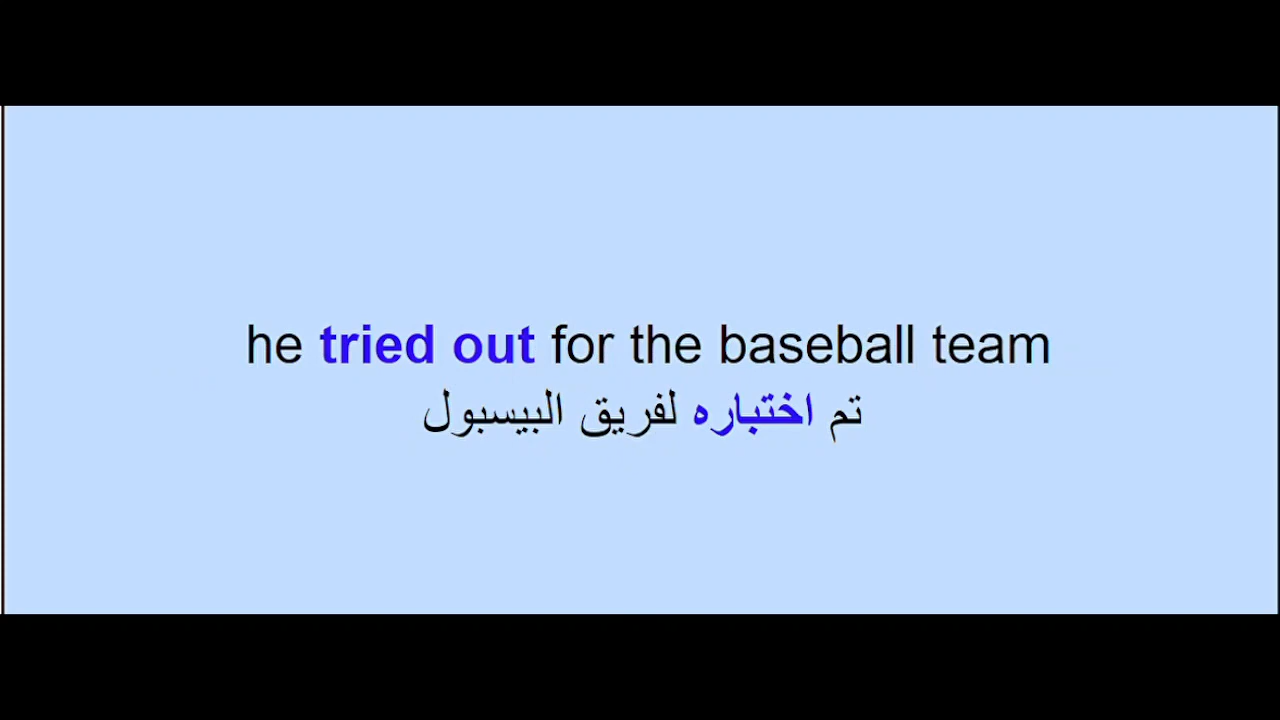 he tried out for the baseball team
تم اختباره لفريق البيسبول